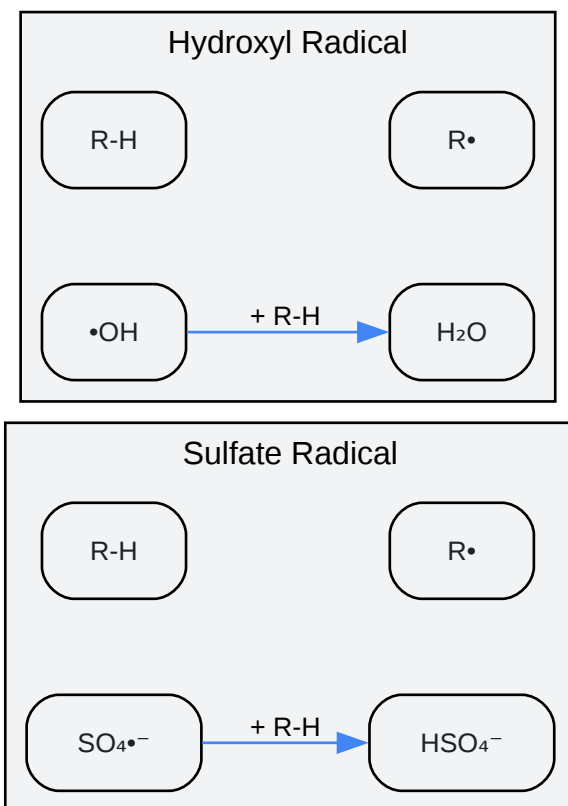 Hydroxyl Radical
R-H
R•
•OH
+ R-H
H₂O
Sulfate Radical
R-H
R•
SO₄•⁻
+ R-H
HSO₄⁻